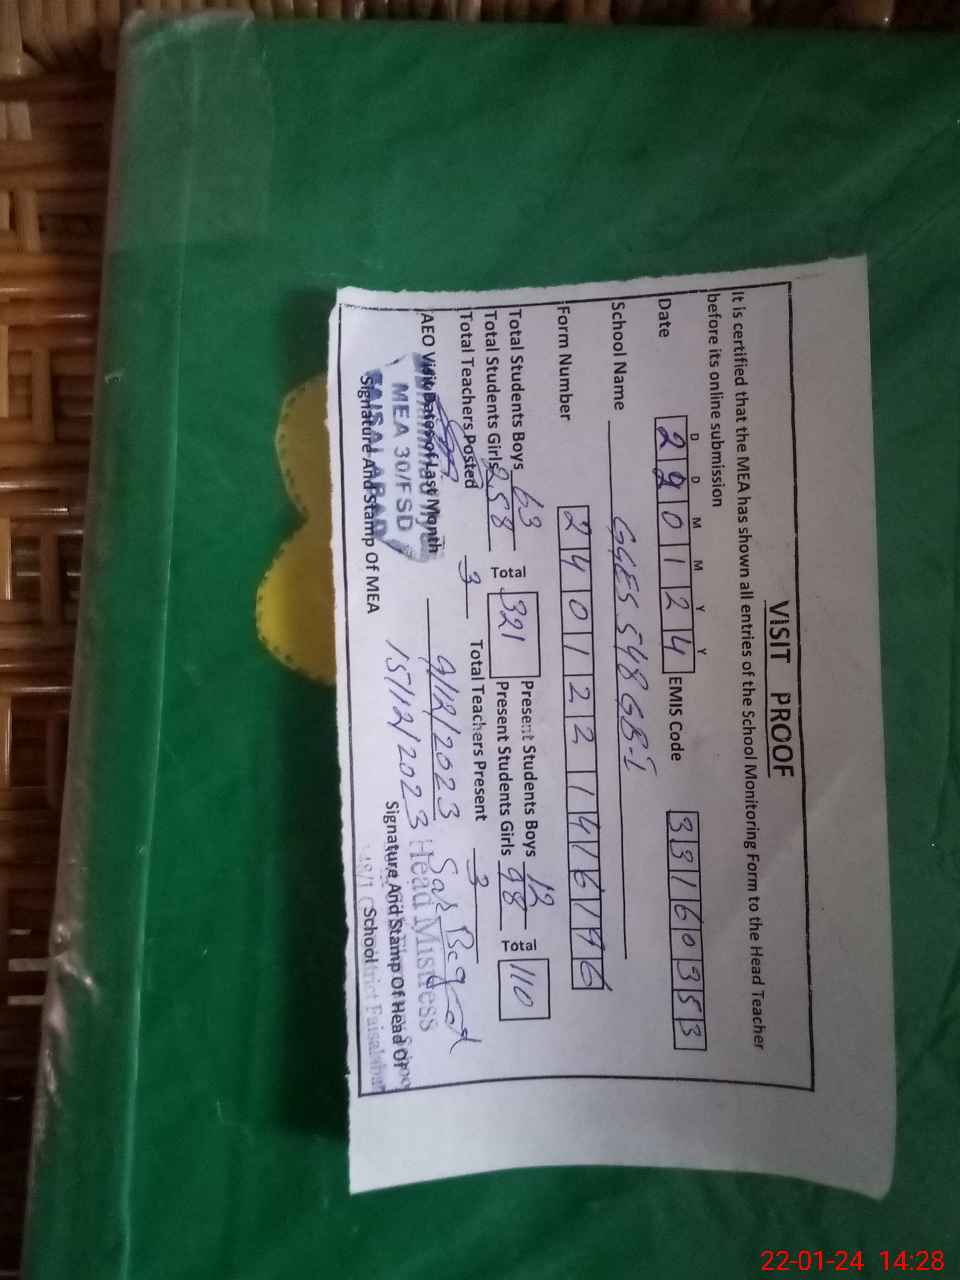 VISIT PROOF
It is certified that the MEA has shown all entries of the School Monitoring Form to the Head Teacher
before its online submission
D D M M Y Y
Date 2 2 0 1 2 4 EMIS Code 3 3 1 6 0 3 5 3
School Name GGES 548 GB-I
Form Number 2 4 0 1 2 2 1 4 6 1 9 6
Total Students Boys 63 Present Students Boys 12
Total 321 Total 110
Total Students Girls 258 Present Students Girls 98
Total Teachers Posted 3 Total Teachers Present 3
AEO Visit Dates of Last Month 9/12/2023
15/12/2023
MEA 30/FSD
FAISALABAD
Signature And Stamp Of MEA
Head Mistress
Signature And Stamp Of Head Of
School
Faisalabad
22-01-24 14:28